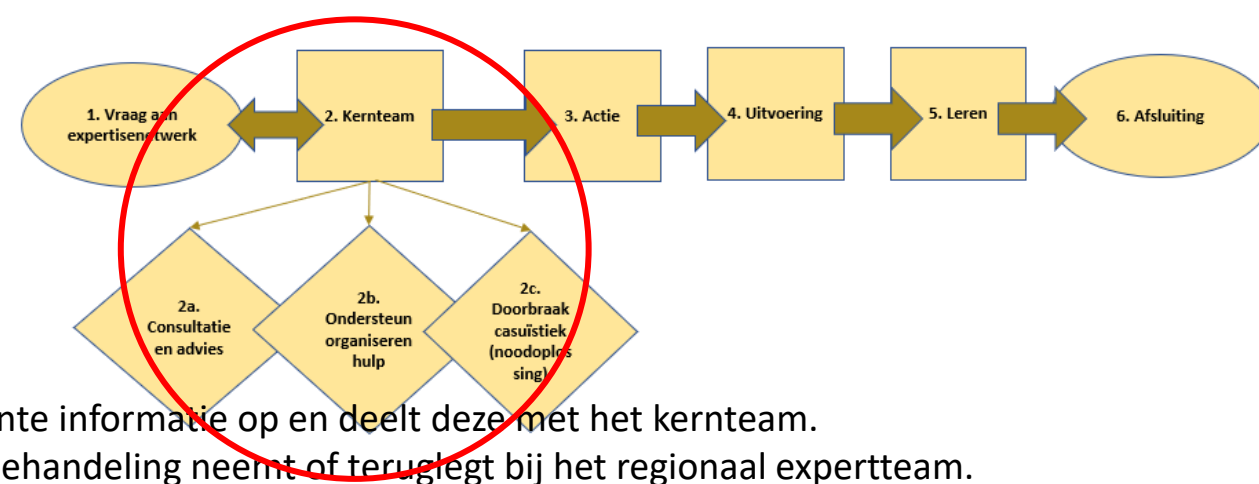 1. Vraag aan
expertisenetwerk
2. Kernteam
3. Actie
4. Uitvoering
5. Leren
6. Afsluiting
2a.
Consultatie
en advies
2b.
Ondersteun
organiseren
hulp
2c.
Doorbraak
casuïstiek
(noodoplos
sing)
nte informatie op en deelt deze met het kernteam.
ehandeling neemt of teruglegt bij het regionaal expertteam.